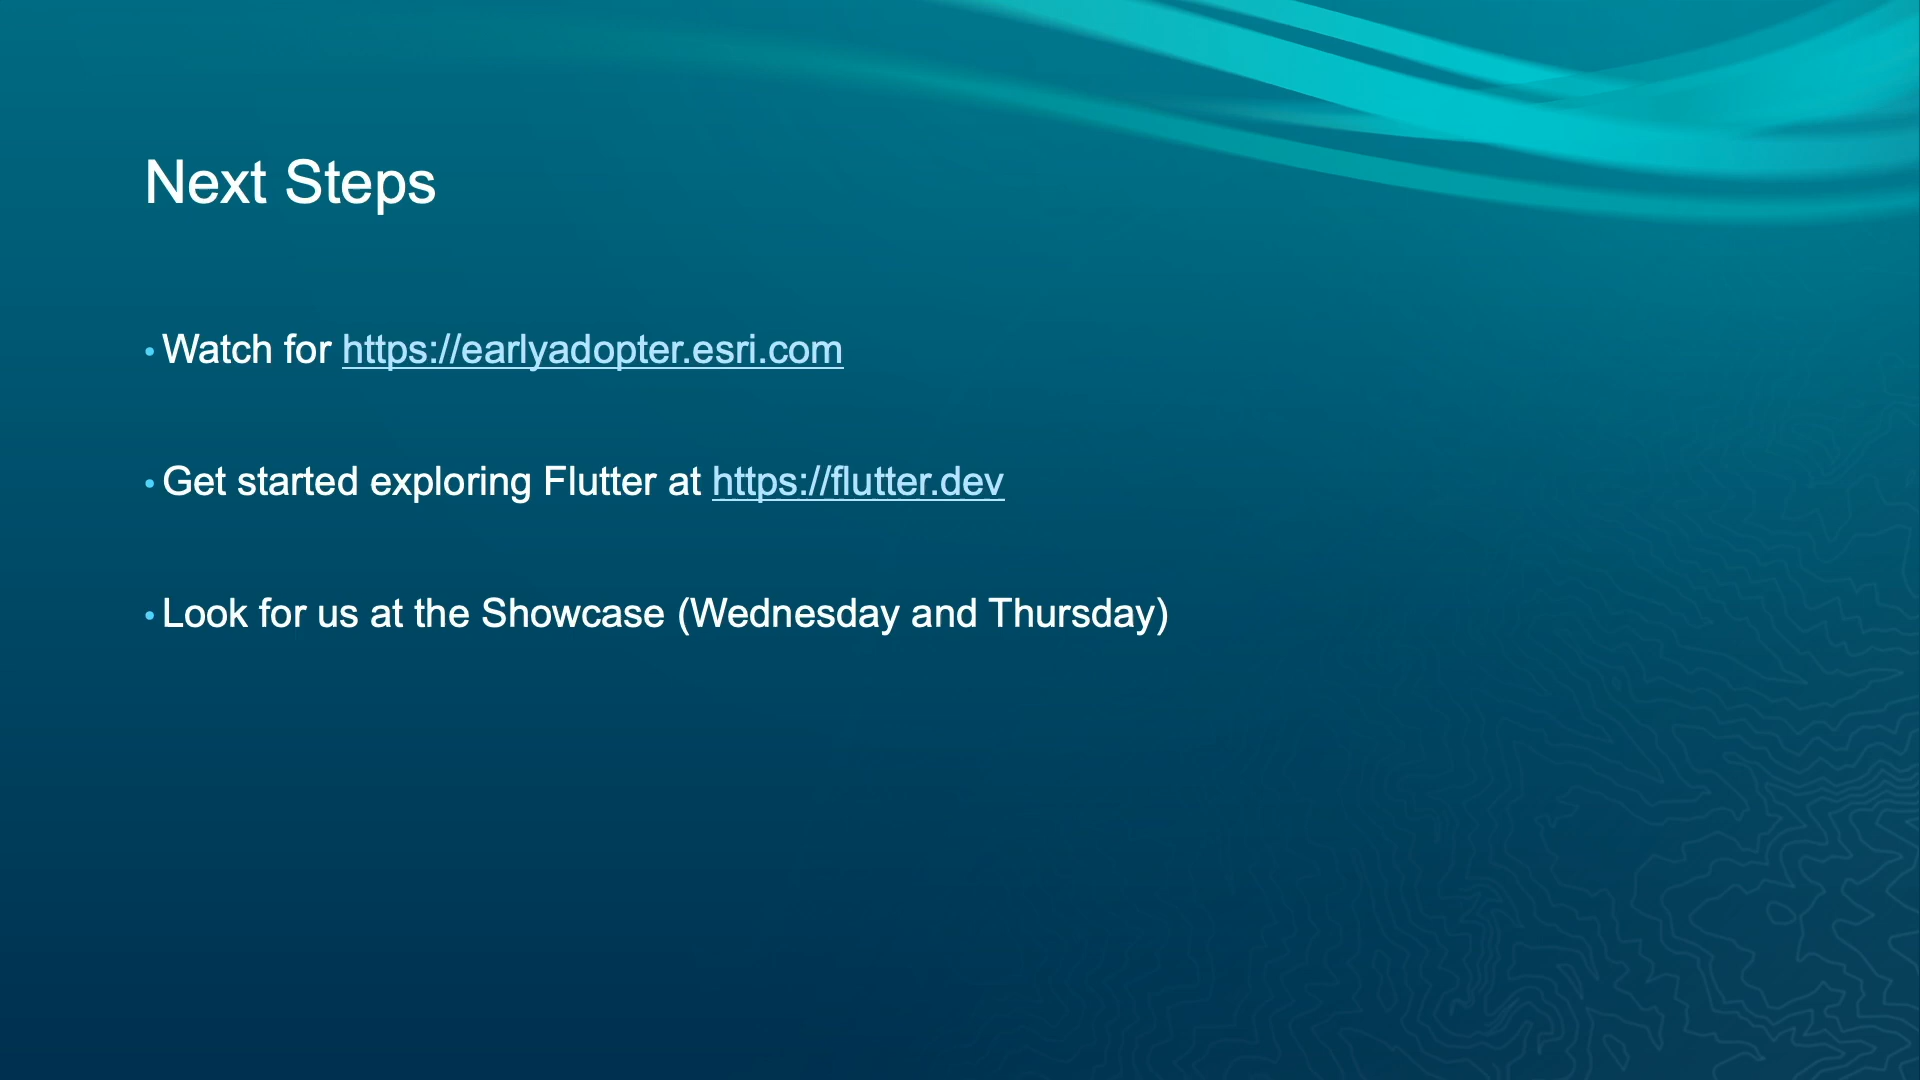 Next Steps
• Watch for https://earlyadopter.esri.com
• Get started exploring Flutter at https://flutter.dev
• Look for us at the Showcase (Wednesday and Thursday)